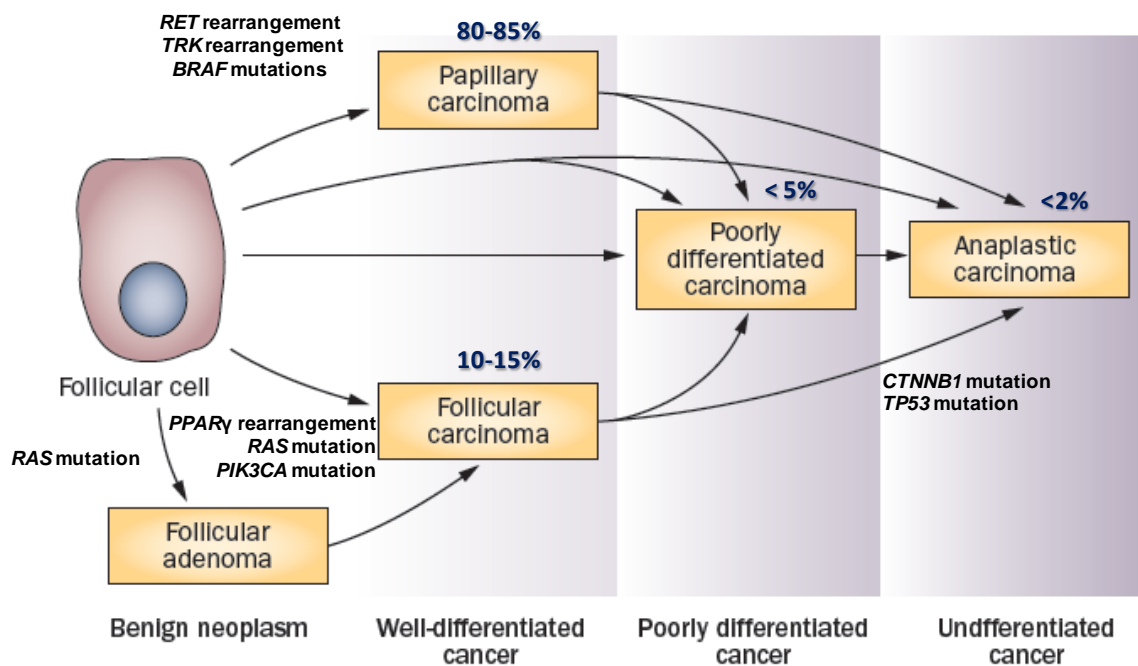 RET rearrangement
TRK rearrangement
BRAF mutations
80-85%
Papillary
carcinoma
< 5%
Poorly
differentiated
carcinoma
<2%
Anaplastic
carcinoma
Follicular cell
10-15%
Follicular
carcinoma
PPARγ rearrangement
RAS mutation
PIK3CA mutation
CTNNB1 mutation
TP53 mutation
RAS mutation
Follicular
adenoma
Benign neoplasm
Well-differentiated
cancer
Poorly differentiated
cancer
Undfferentiated
cancer